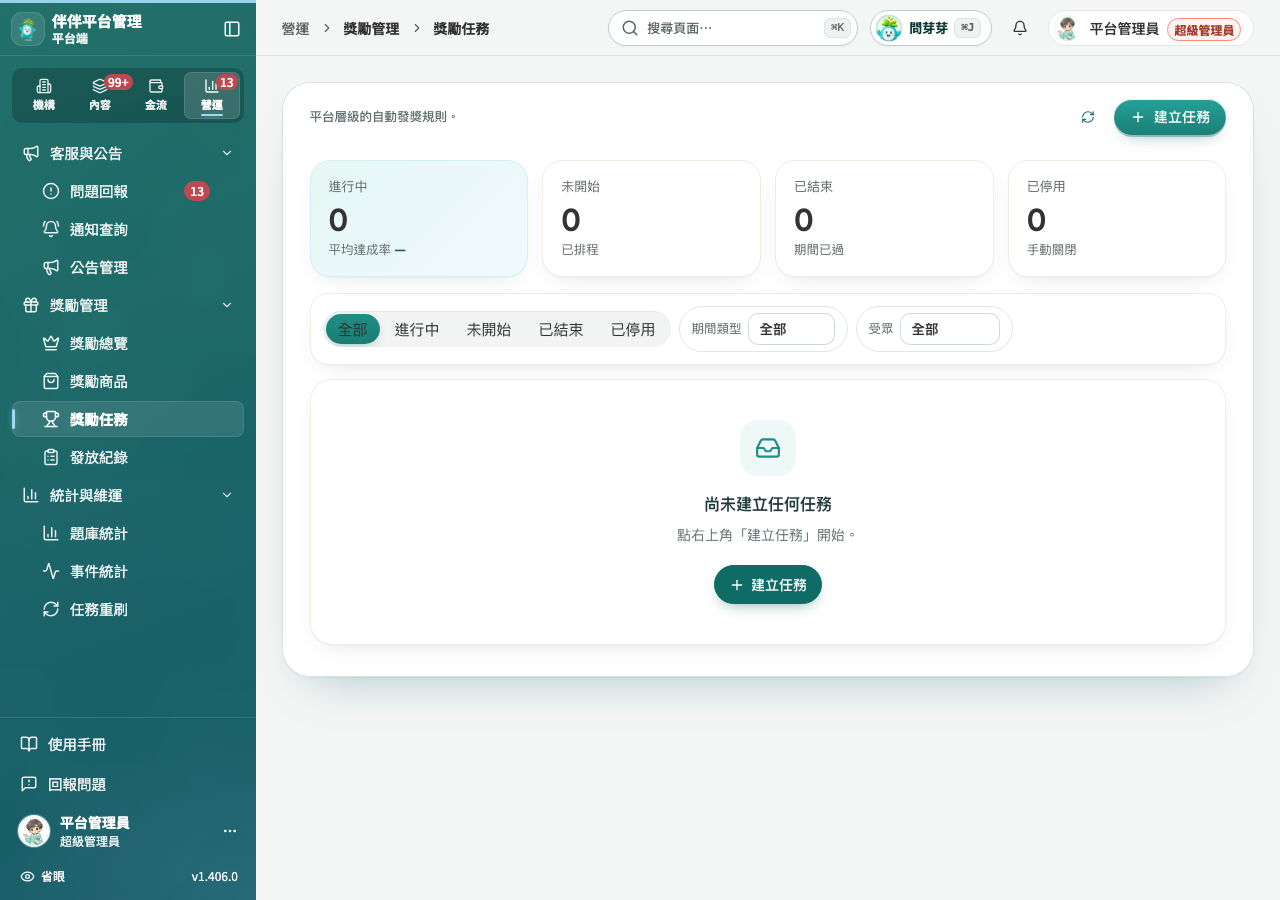 伴伴平台管理
平台端
機構
內容
99+
金流
營運
13
客服與公告
問題回報
13
通知查詢
公告管理
獎勵管理
獎勵總覽
獎勵商品
獎勵任務
發放紀錄
統計與維運
題庫統計
事件統計
任務重刷
使用手冊
回報問題
平台管理員
超級管理員
省眼
v1.406.0
營運 > 獎勵管理 > 獎勵任務
搜尋頁面…
⌘K
問芽芽
⌘J
平台管理員
超級管理員
平台層級的自動發獎規則。
建立任務
進行中
0
平均達成率 —
未開始
0
已排程
已結束
0
期間已過
已停用
0
手動關閉
全部
進行中
未開始
已結束
已停用
期間類型
全部
受眾
全部
尚未建立任何任務
點右上角「建立任務」開始。
建立任務